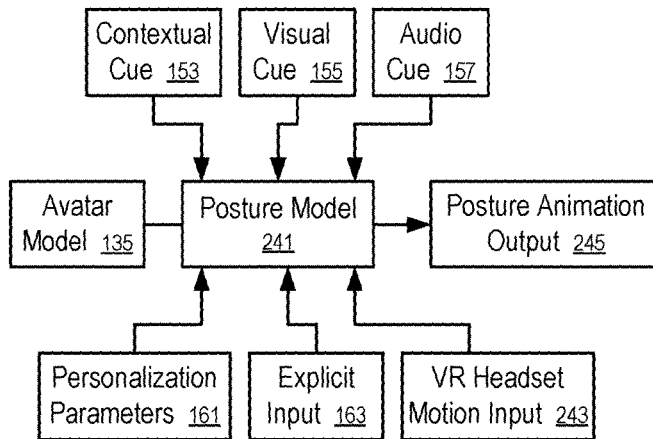 Contextual
Cue 153
Visual
Cue 155
Audio
Cue 157
Avatar
Model 135
Posture Model
241
Posture Animation
Output 245
Personalization
Parameters 161
Explicit
Input 163
VR Headset
Motion Input 243